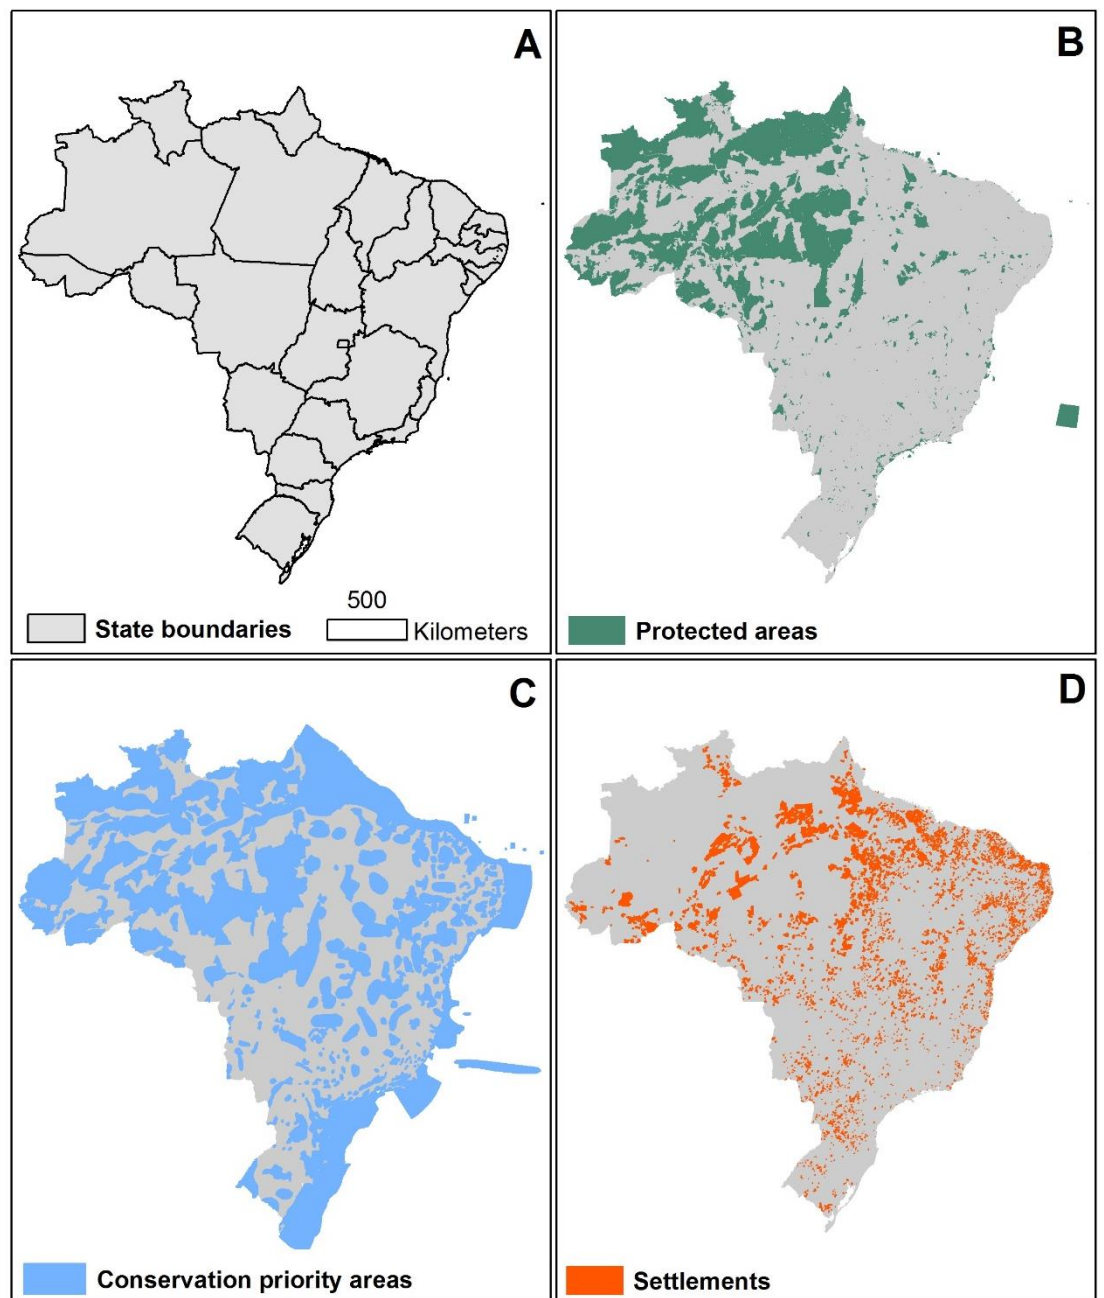 A
B
500
State boundaries
Kilometers
Protected areas
C
D
Conservation priority areas
Settlements